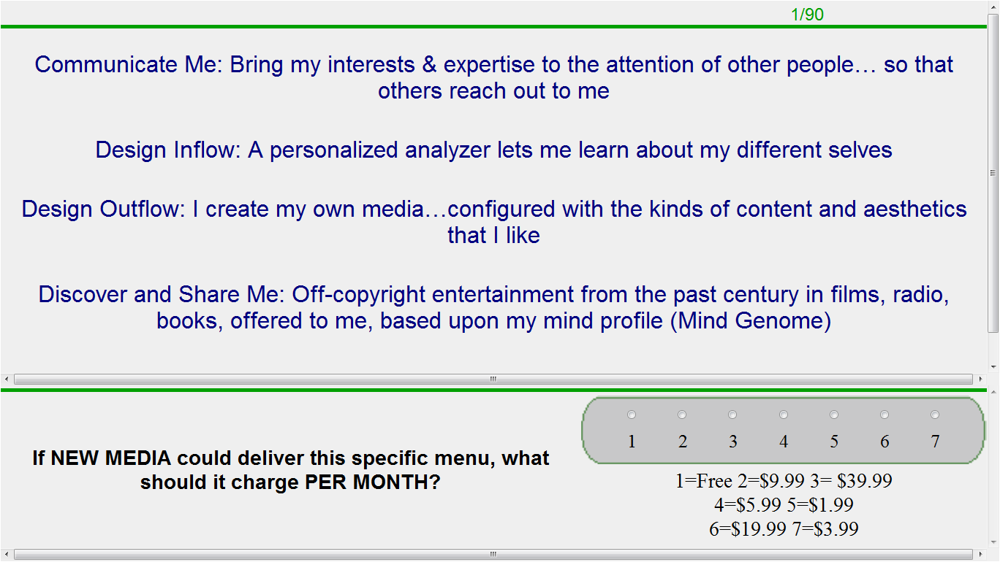 1/90
Communicate Me: Bring my interests & expertise to the attention of other people… so that
others reach out to me
Design Inflow: A personalized analyzer lets me learn about my different selves
Design Outflow: I create my own media…configured with the kinds of content and aesthetics
that I like
Discover and Share Me: Off-copyright entertainment from the past century in films, radio,
books, offered to me, based upon my mind profile (Mind Genome)
If NEW MEDIA could deliver this specific menu, what
should it charge PER MONTH?
1 2 3 4 5 6 7
1=Free 2=$9.99 3= $39.99
4=$5.99 5=$1.99
6=$19.99 7=$3.99